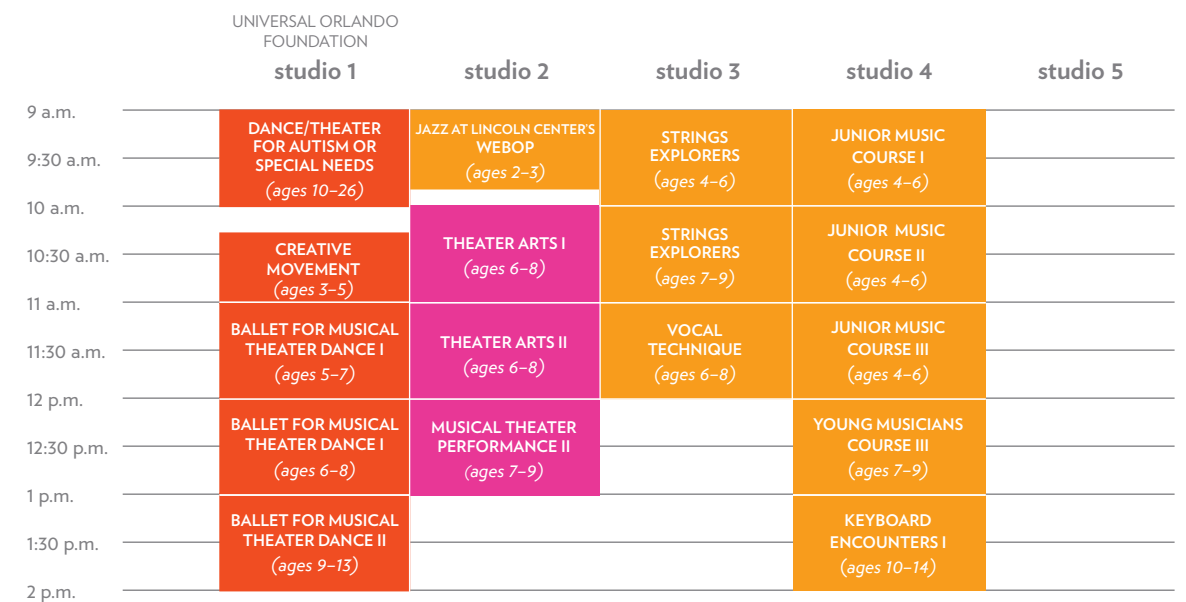 UNIVERSAL ORLANDO
FOUNDATION
studio 1
studio 2
studio 3
studio 4
studio 5
9 a.m.
9:30 a.m.
10 a.m.
10:30 a.m.
11 a.m.
11:30 a.m.
12 p.m.
12:30 p.m.
1 p.m.
1:30 p.m.
2 p.m.
DANCE/THEATER
FOR AUTISM OR
SPECIAL NEEDS
(ages 10–26)
CREATIVE
MOVEMENT
(ages 3–5)
BALLET FOR MUSICAL
THEATER DANCE I
(ages 5–7)
BALLET FOR MUSICAL
THEATER DANCE I
(ages 6–8)
BALLET FOR MUSICAL
THEATER DANCE II
(ages 9–13)
JAZZ AT LINCOLN CENTER'S
WEBOP
(ages 2–3)
THEATER ARTS I
(ages 6–8)
THEATER ARTS II
(ages 6–8)
MUSICAL THEATER
PERFORMANCE II
(ages 7–9)
STRINGS
EXPLORERS
(ages 4–6)
STRINGS
EXPLORERS
(ages 7–9)
VOCAL
TECHNIQUE
(ages 6–8)
JUNIOR MUSIC
COURSE I
(ages 4–6)
JUNIOR MUSIC
COURSE II
(ages 4–6)
JUNIOR MUSIC
COURSE III
(ages 4–6)
YOUNG MUSICIANS
COURSE III
(ages 7–9)
KEYBOARD
ENCOUNTERS I
(ages 10–14)